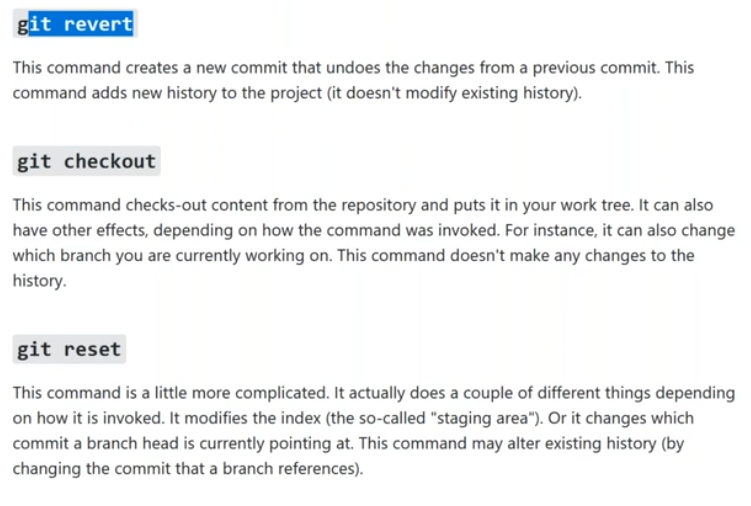 git revert
This command creates a new commit that undoes the changes from a previous commit. This
command adds new history to the project (it doesn't modify existing history).
git checkout
This command checks-out content from the repository and puts it in your work tree. It can also
have other effects, depending on how the command was invoked. For instance, it can also change
which branch you are currently working on. This command doesn't make any changes to the
history.
git reset
This command is a little more complicated. It actually does a couple of different things depending
on how it is invoked. It modifies the index (the so-called "staging area"). Or it changes which
commit a branch head is currently pointing at. This command may alter existing history (by
changing the commit that a branch references).